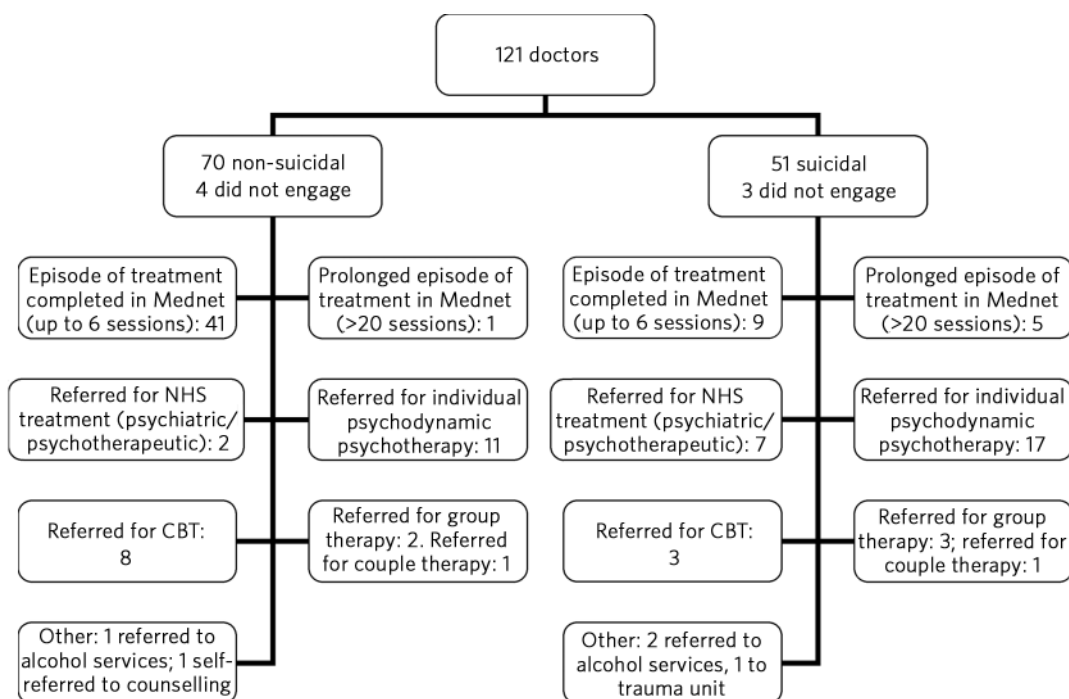 121 doctors
70 non-suicidal
4 did not engage
51 suicidal
3 did not engage
Episode of treatment
completed in Mednet
(up to 6 sessions): 41
Prolonged episode of
treatment in Mednet
(>20 sessions): 1
Episode of treatment
completed in Mednet
(up to 6 sessions): 9
Prolonged episode of
treatment in Mednet
(>20 sessions): 5
Referred for NHS
treatment (psychiatric/
psychotherapeutic): 2
Referred for individual
psychodynamic
psychotherapy: 11
Referred for NHS
treatment (psychiatric/
psychotherapeutic): 7
Referred for individual
psychodynamic
psychotherapy: 17
Referred for CBT:
8
Referred for group
therapy: 2. Referred
for couple therapy: 1
Referred for CBT:
3
Referred for group
therapy: 3; referred for
couple therapy: 1
Other: 1 referred to
alcohol services; 1 self-
referred to counselling
Other: 2 referred to
alcohol services, 1 to
trauma unit